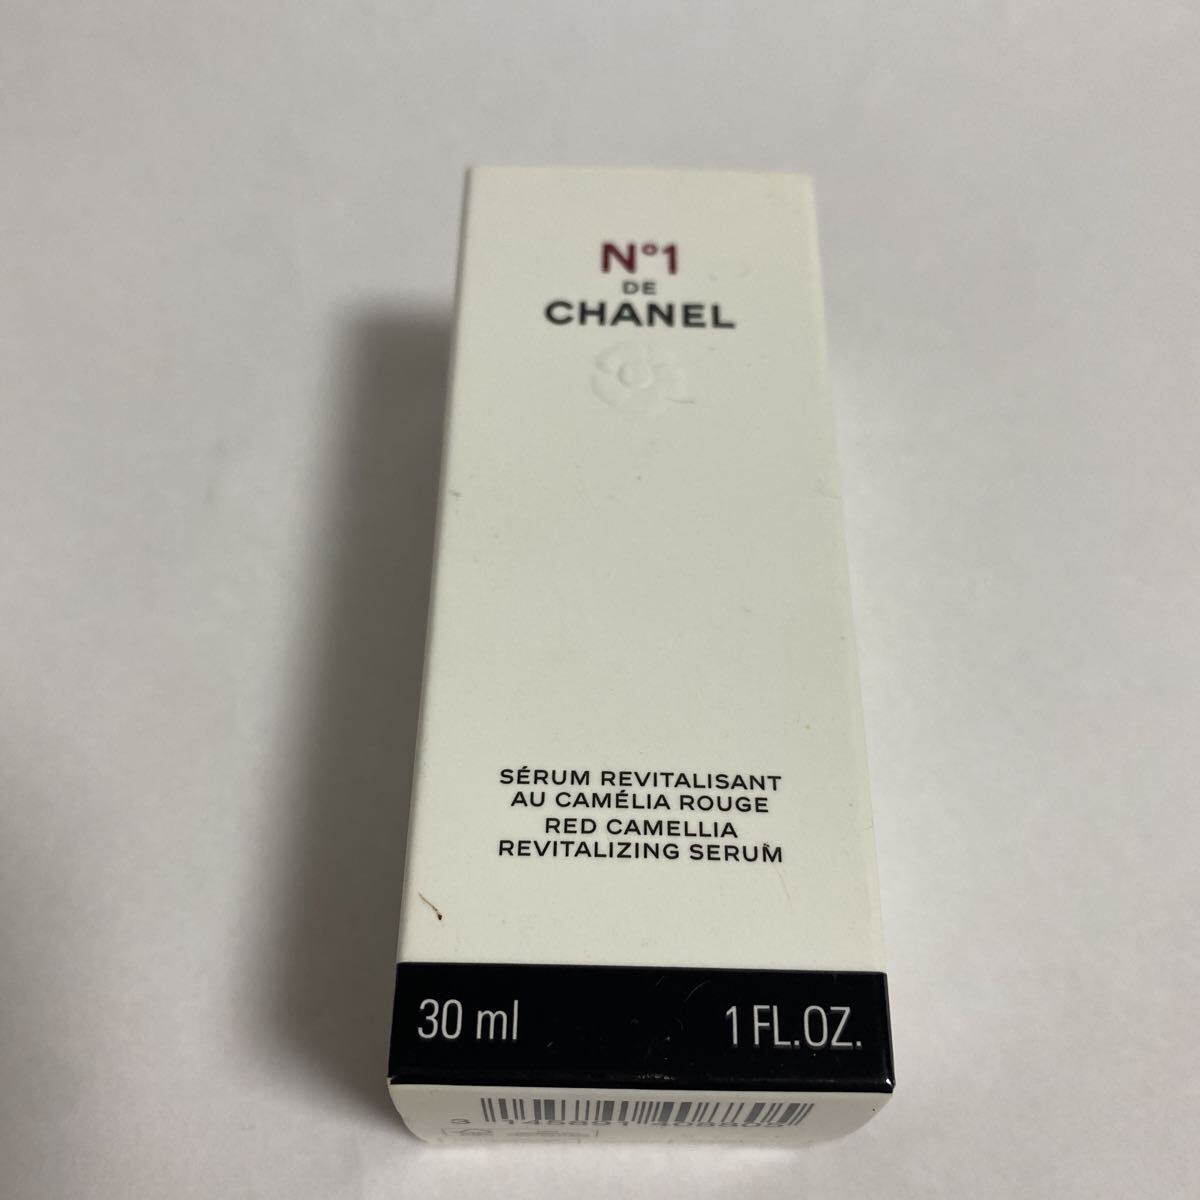 N°1
DE
CHANEL
SÉRUM REVITALISANT
AU CAMÉLIA ROUGE
RED CAMELLIA
REVITALIZING SERUM
30 ml 1 FL.OZ.